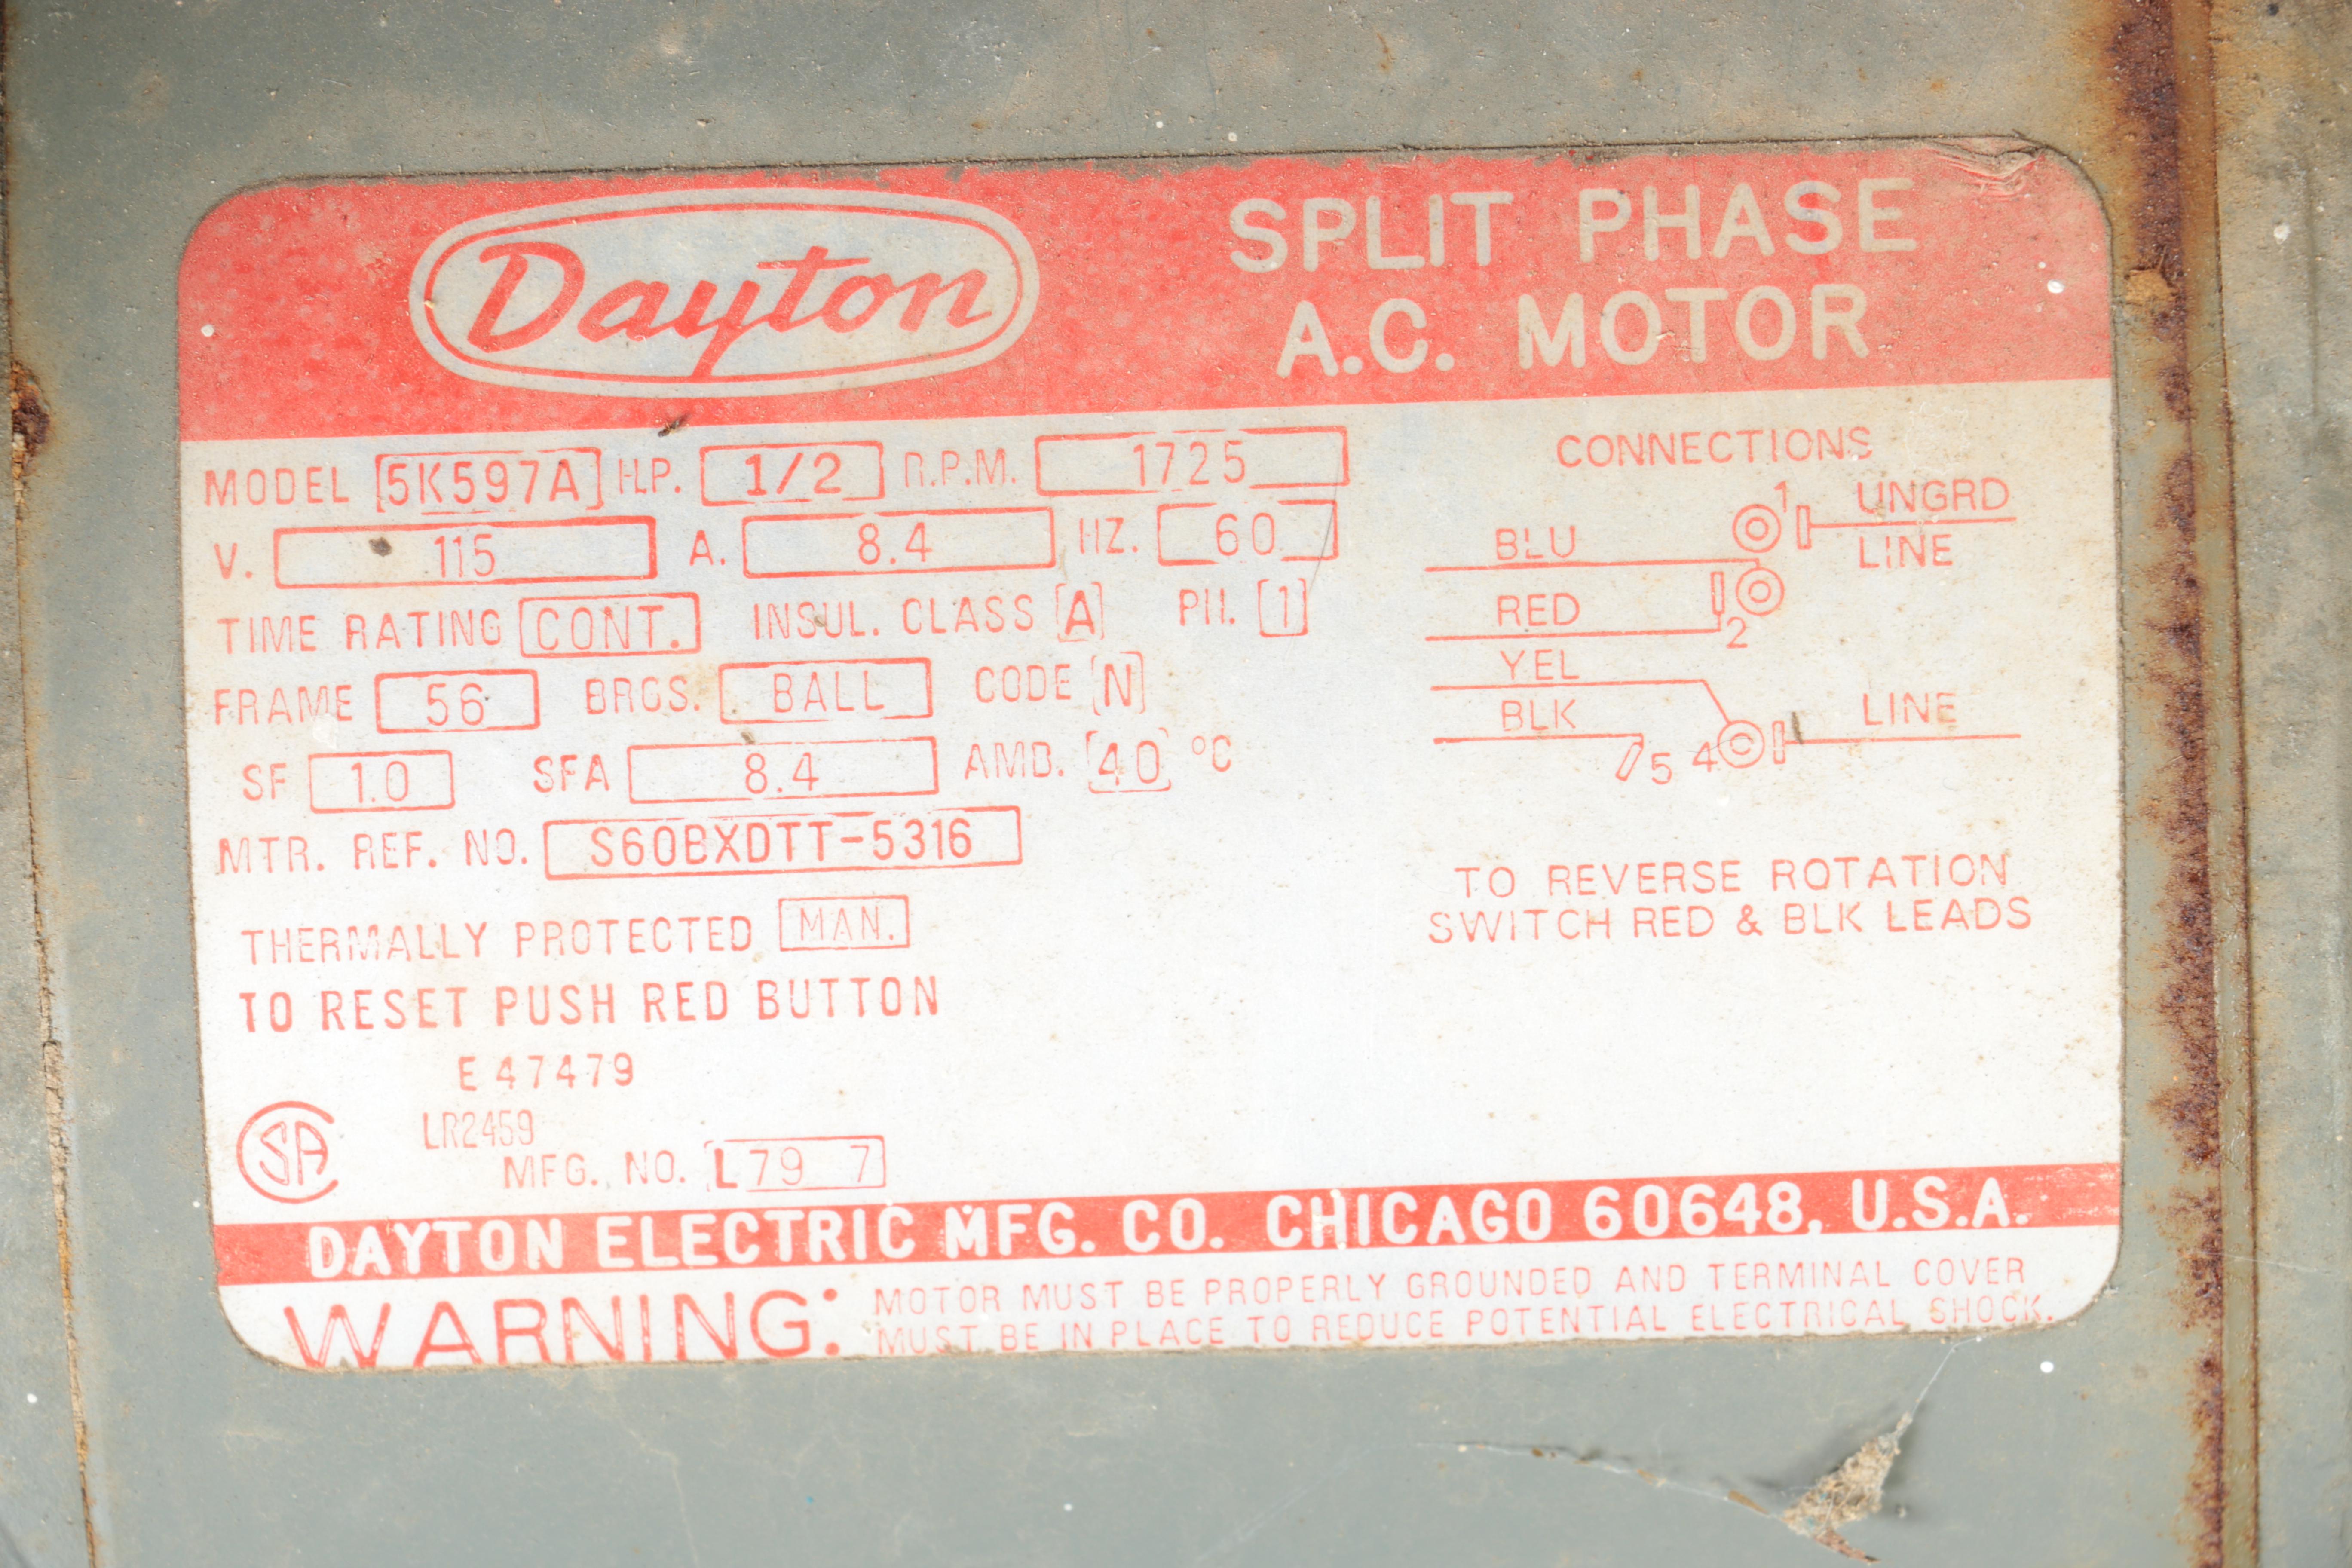 Dayton
SPLIT PHASE
A.C. MOTOR
MODEL 5K597A H.P. 1/2 R.P.M. 1725
V. 115 A. 8.4 HZ. 60
TIME RATING CONT. INSUL. CLASS A PH. 1
FRAME 56 BRGS. BALL CODE N
SF 1.0 SFA 8.4 AMB. 40 °C
MTR. REF. NO. S60BXDTT-5316
THERMALLY PROTECTED MAN.
TO RESET PUSH RED BUTTON
E47479
LR2459
SA
MFG. NO. L79 7
CONNECTIONS
1 UNGRD
BLU LINE
RED 2
YEL
BLK 5 4 LINE
TO REVERSE ROTATION
SWITCH RED & BLK LEADS
DAYTON ELECTRIC MFG. CO. CHICAGO 60648, U.S.A.
WARNING: MOTOR MUST BE PROPERLY GROUNDED AND TERMINAL COVER
MUST BE IN PLACE TO REDUCE POTENTIAL ELECTRICAL SHOCK.